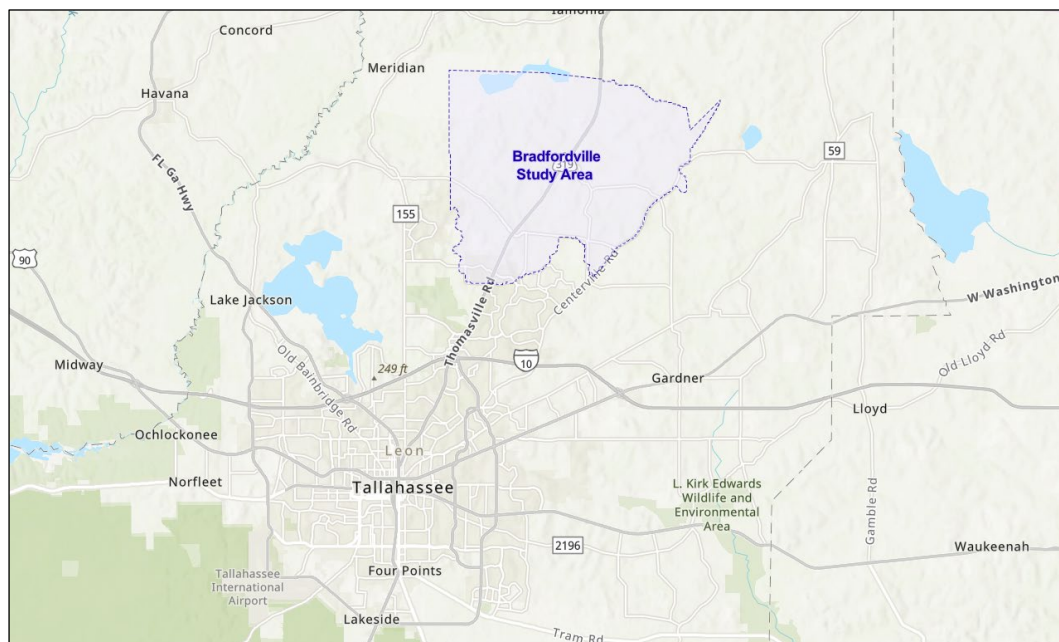 Iamonia
Concord
Meridian
Havana
FL Ga Hwy
Bradfordville
Study Area
319
59
155
90
Centerville Rd
Lake Jackson
W Washington
Thomasville Rd
Old Lloyd Rd
Midway
249 ft
10
Gardner
Old Bainbridge Rd
Lloyd
Ochlockonee
Leon
Norfleet
Tallahassee
L. Kirk Edwards
Wildlife and
Environmental
Area
Gamble Rd
2196
Waukeenah
Four Points
Tallahassee
International
Airport
Lakeside
Tram Rd